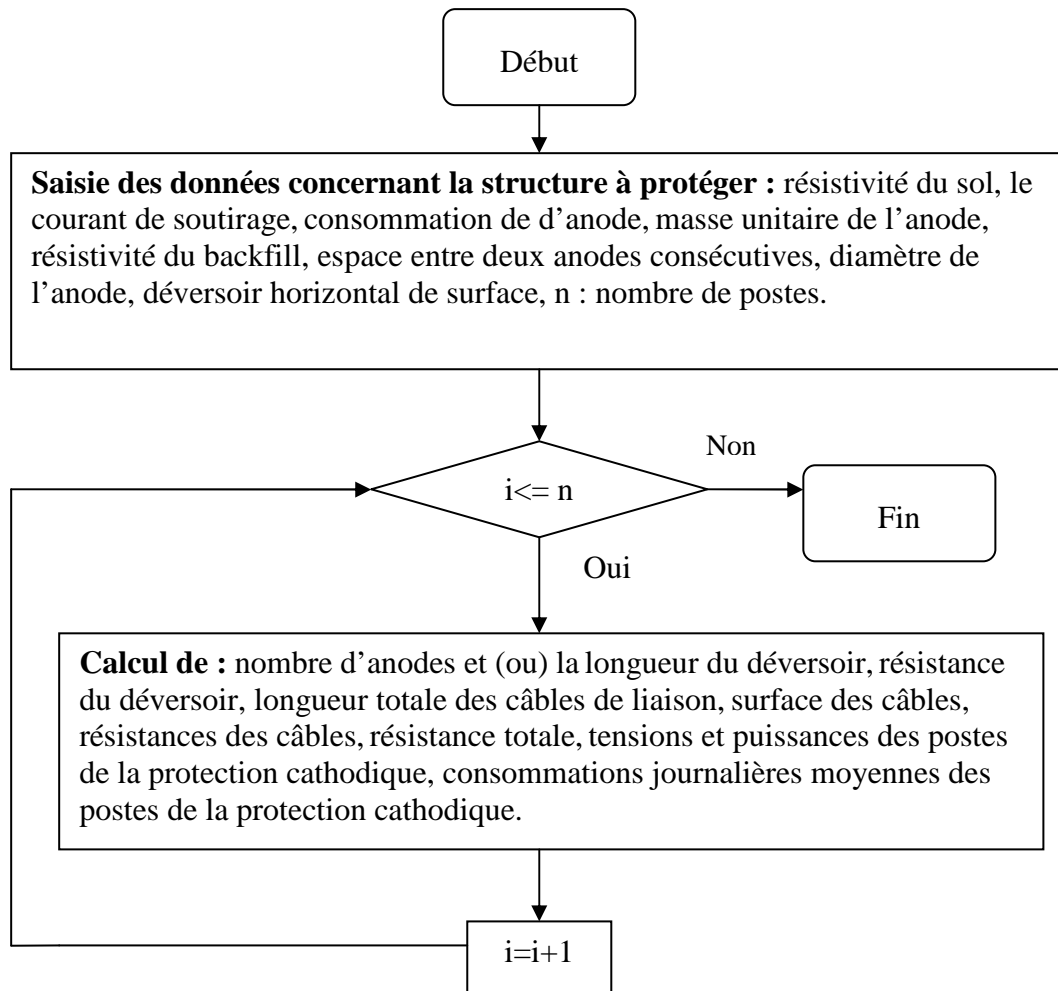 Début
Saisie des données concernant la structure à protéger : résistivité du sol, le
courant de soutirage, consommation de d’anode, masse unitaire de l’anode,
résistivité du backfill, espace entre deux anodes consécutives, diamètre de
l’anode, déversoir horizontal de surface, n : nombre de postes.
Non
i<= n
Fin
Oui
Calcul de : nombre d’anodes et (ou) la longueur du déversoir, résistance
du déversoir, longueur totale des câbles de liaison, surface des câbles,
résistances des câbles, résistance totale, tensions et puissances des postes
de la protection cathodique, consommations journalières moyennes des
postes de la protection cathodique.
i=i+1